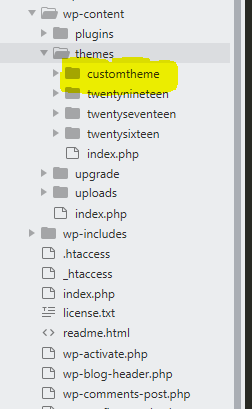 wp-content
plugins
themes
customtheme
twentynineteen
twentyseventeen
twentysixteen
index.php
upgrade
uploads
index.php
wp-includes
.htaccess
_htaccess
index.php
license.txt
readme.html
wp-activate.php
wp-blog-header.php
wp-comments-post.php